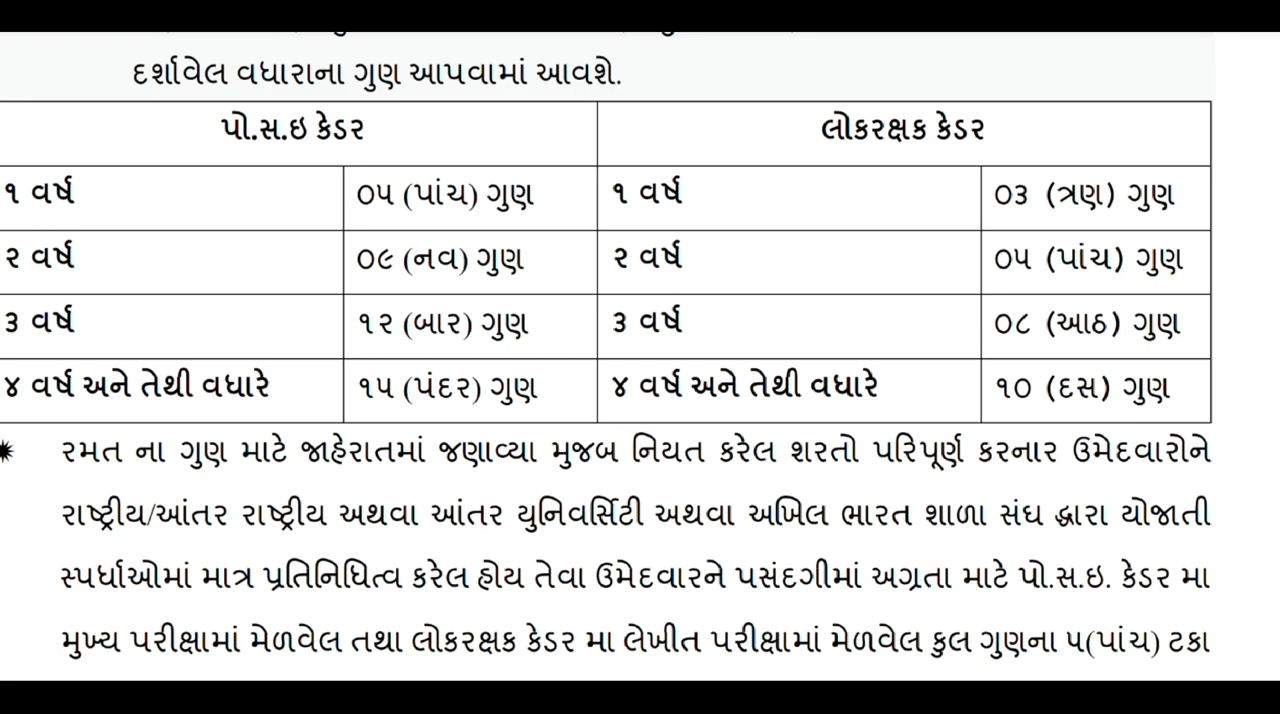 દર્શાવેલ વધારાના ગુણ આપવામાં આવશે.
પો.સ.ઇ કેડર લોકરક્ષક કેડર
૧ વર્ષ ૦૫ (પાંચ) ગુણ ૧ વર્ષ ૦૩ (ત્રણ) ગુણ
૨ વર્ષ ૦૯ (નવ) ગુણ ૨ વર્ષ ૦૫ (પાંચ) ગુણ
૩ વર્ષ ૧૨ (બાર) ગુણ ૩ વર્ષ ૦૮ (આઠ) ગુણ
૪ વર્ષ અને તેથી વધારે ૧૫ (પંદર) ગુણ ૪ વર્ષ અને તેથી વધારે ૧૦ (દસ) ગુણ
રમત ના ગુણ માટે જાહેરાતમાં જણાવ્યા મુજબ નિયત કરેલ શરતો પરિપૂર્ણ કરનાર ઉમેદવારોને
રાષ્ટ્રીય/આંતર રાષ્ટ્રીય અથવા આંતર યુનિવર્સિટી અથવા અખિલ ભારત શાળા સંઘ દ્ધારા યોજાતી
સ્પર્ધાઓમાં માત્ર પ્રતિનિધિત્વ કરેલ હોય તેવા ઉમેદવારને પસંદગીમાં અગ્રતા માટે પો.સ.ઇ. કેડર મા
મુખ્ય પરીક્ષામાં મેળવેલ તથા લોકરક્ષક કેડર મા લેખીત પરીક્ષામાં મેળવેલ કુલ ગુણના ૫(પાંચ) ટકા